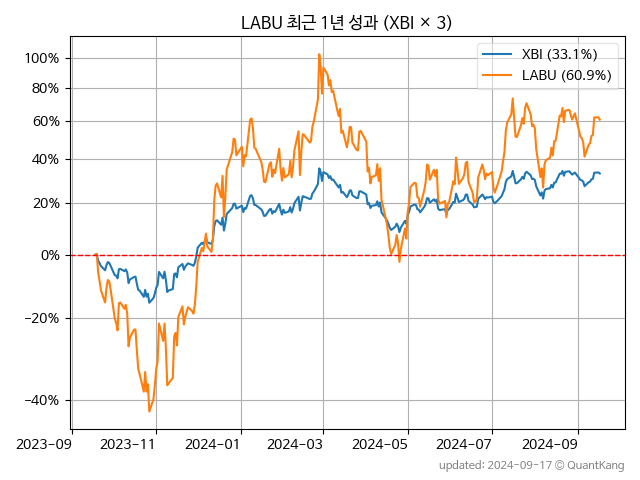 LABU 최근 1년 성과 (XBI × 3)
XBI (33.1%)
LABU (60.9%)
100%
80%
60%
40%
20%
0%
−20%
−40%
2023-09 2023-11 2024-01 2024-03 2024-05 2024-07 2024-09
updated: 2024-09-17 © QuantKang